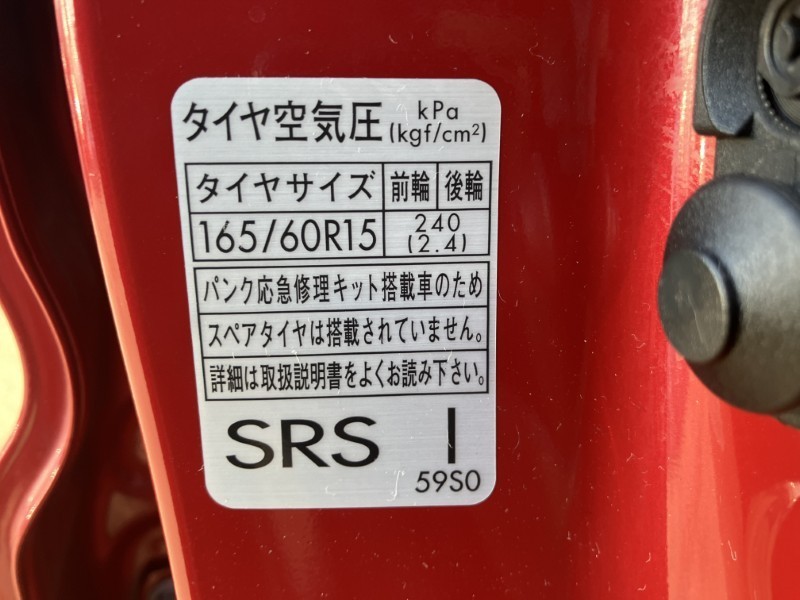 タイヤ空気圧 kPa (kgf/cm²)
タイヤサイズ 前輪 後輪
165/60R15 240 (2.4)
パンク応急修理キット搭載車のため
スペアタイヤは搭載されていません。
詳細は取扱説明書をよくお読み下さい。
SRS I
59S0